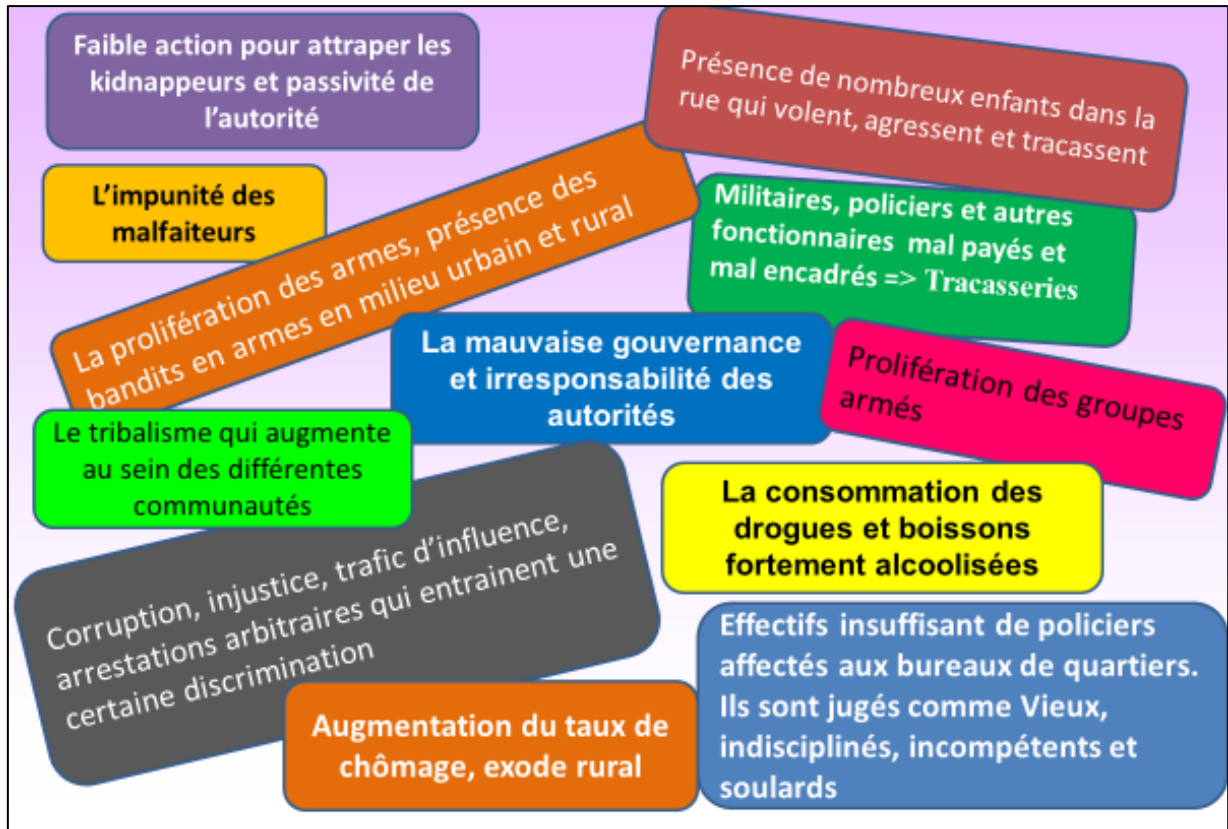 Faible action pour attraper les
kidnappeurs et passivité de
l’autorité
Présence de nombreux enfants dans la
rue qui volent, agressent et tracassent
L’impunité des
malfaiteurs
La prolifération des armes, présence des
bandits en armes en milieu urbain et rural
Militaires, policiers et autres
fonctionnaires mal payés et
mal encadrés => Tracasseries
La mauvaise gouvernance
et irresponsabilité des
autorités
Prolifération des groupes
armés
Le tribalisme qui augmente
au sein des différentes
communautés
La consommation des
drogues et boissons
fortement alcoolisées
Corruption, injustice, trafic d’influence,
arrestations arbitraires qui entrainent une
certaine discrimination
Effectifs insuffisant de policiers
affectés aux bureaux de quartiers.
Ils sont jugés comme Vieux,
indisciplinés, incompétents et
soulards
Augmentation du taux de
chômage, exode rural